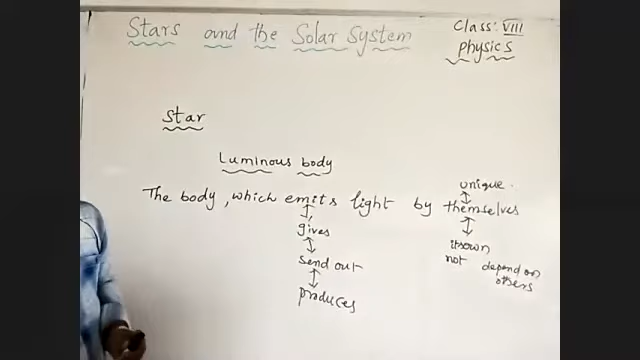 Stars and the Solar System
Class: VIII
Physics
Star
Luminous body
unique.
The body, which emits light by themselves
gives
itsown
send out
not depend on
others
produces